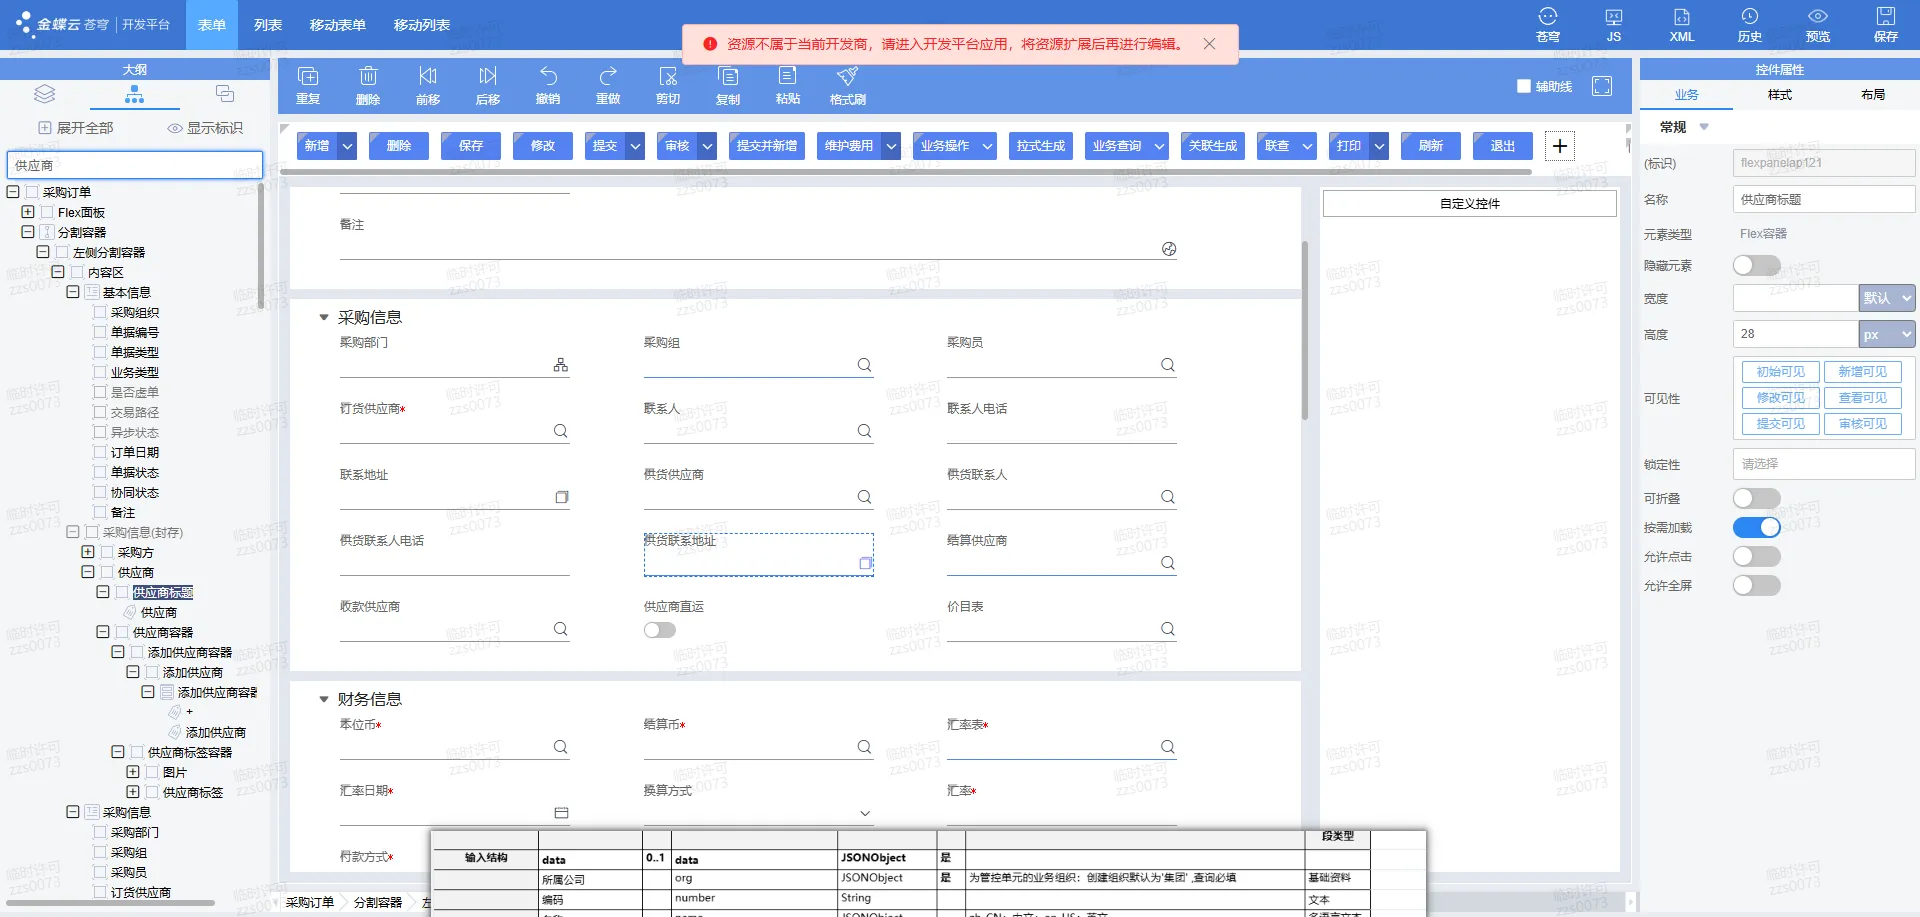 金蝶云 苍穹 | 开发平台
表单 列表 移动表单 移动列表
资源不属于当前开发商，请进入开发平台应用，将资源扩展后再进行编辑。
苍穹 JS XML 历史 预览 保存
大纲
展开全部 显示标识
供应商
采购订单
Flex面板
分割容器
左侧分割容器
内容区
基本信息
采购组织
单据编号
单据类型
业务类型
是否虚单
交易路径
异步状态
订单日期
单据状态
协同状态
备注
采购信息(封存)
采购方
供应商
供应商标题
供应商
供应商容器
添加供应商容器
添加供应商
添加供应商容器
+
添加供应商
供应商标签容器
图片
供应商标签
采购信息
采购部门
采购组
采购员
订货供应商
重复 删除 前移 后移 撤销 重做 剪切 复制 粘贴 格式刷
辅助线
新增 删除 保存 修改 提交 审核 提交并新增 维护费用 业务操作 拉式生成 业务查询 关联生成 联查 打印 刷新 退出 +
备注
采购信息
采购部门 采购组 采购员
订货供应商* 联系人 联系人电话
联系地址 供货供应商 供货联系人
供货联系人电话 供货联系地址 结算供应商
收款供应商 供应商直运 价目表
财务信息
本位币* 结算币* 汇率表*
汇率日期* 换算方式 汇率*
付款方式*
自定义控件
段类型
输入结构 data 0..1 data JSONObject 是
所属公司 org JSONObject 是 为管控单元的业务组织：创建组织默认为'集团' ,查询必填 基础资料
编码 number String 文本
采购订单 分割容器
控件属性
业务 样式 布局
常规
(标识) flexpanelap121
名称 供应商标题
元素类型 Flex容器
隐藏元素
宽度 默认
高度 28 px
可见性 初始可见 新增可见
修改可见 查看可见
提交可见 审核可见
锁定性 请选择
可折叠
按需加载
允许点击
允许全屏
临时许可
zzs0073